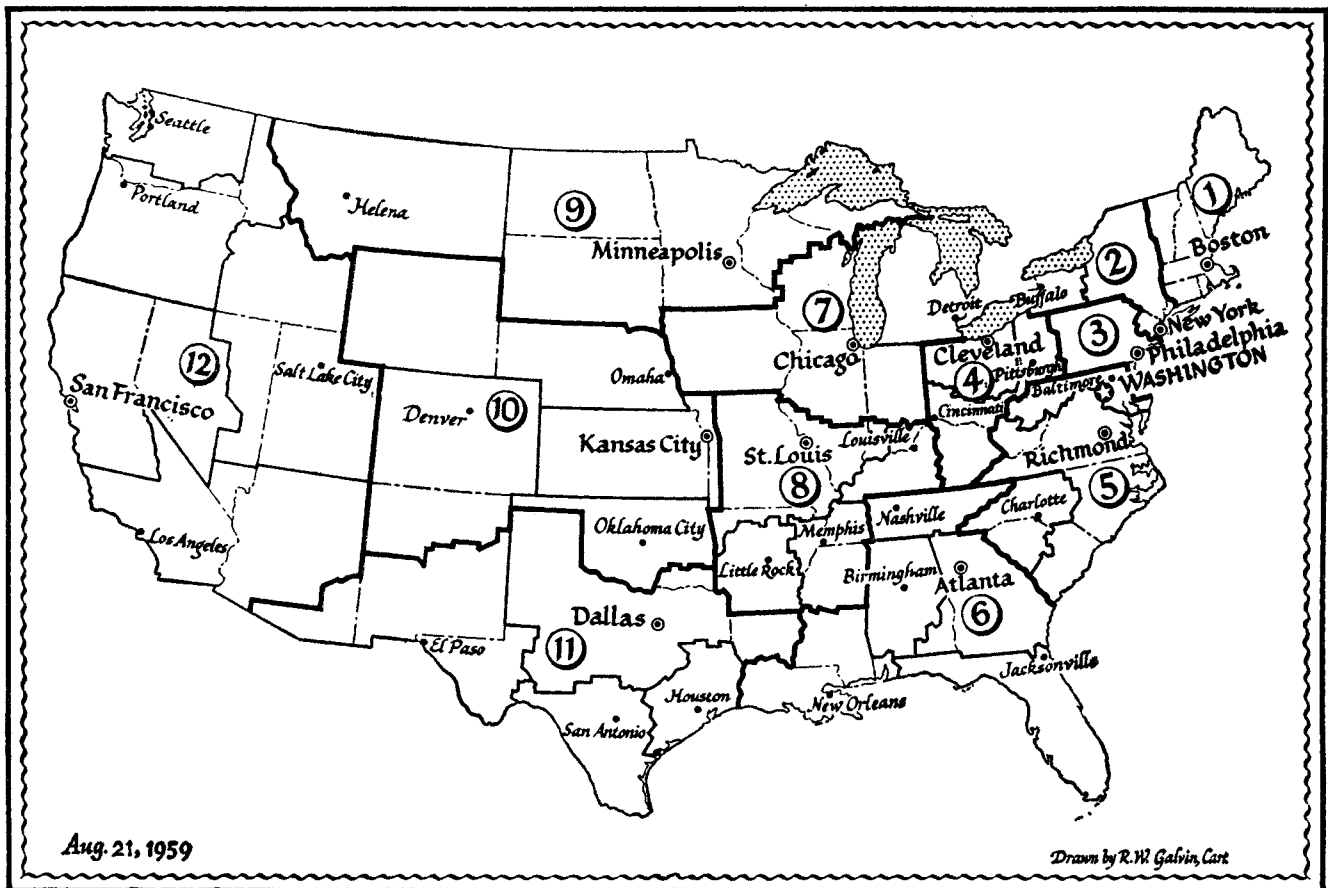 Seattle
Portland
Helena
9
Minneapolis
1
Boston
2
Detroit
Buffalo
7
Chicago
New York
3
Philadelphia
Cleveland
Pittsburgh
4
Baltimore
WASHINGTON
Cincinnati
12
Salt Lake City
San Francisco
Omaha
Denver
10
Kansas City
St. Louis
Louisville
8
Richmond
5
Los Angeles
Oklahoma City
Memphis
Nashville
Charlotte
Little Rock
Birmingham
Atlanta
6
Dallas
11
El Paso
Jacksonville
Houston
New Orleans
San Antonio
Aug. 21, 1959
Drawn by R.W. Galvin, Cart